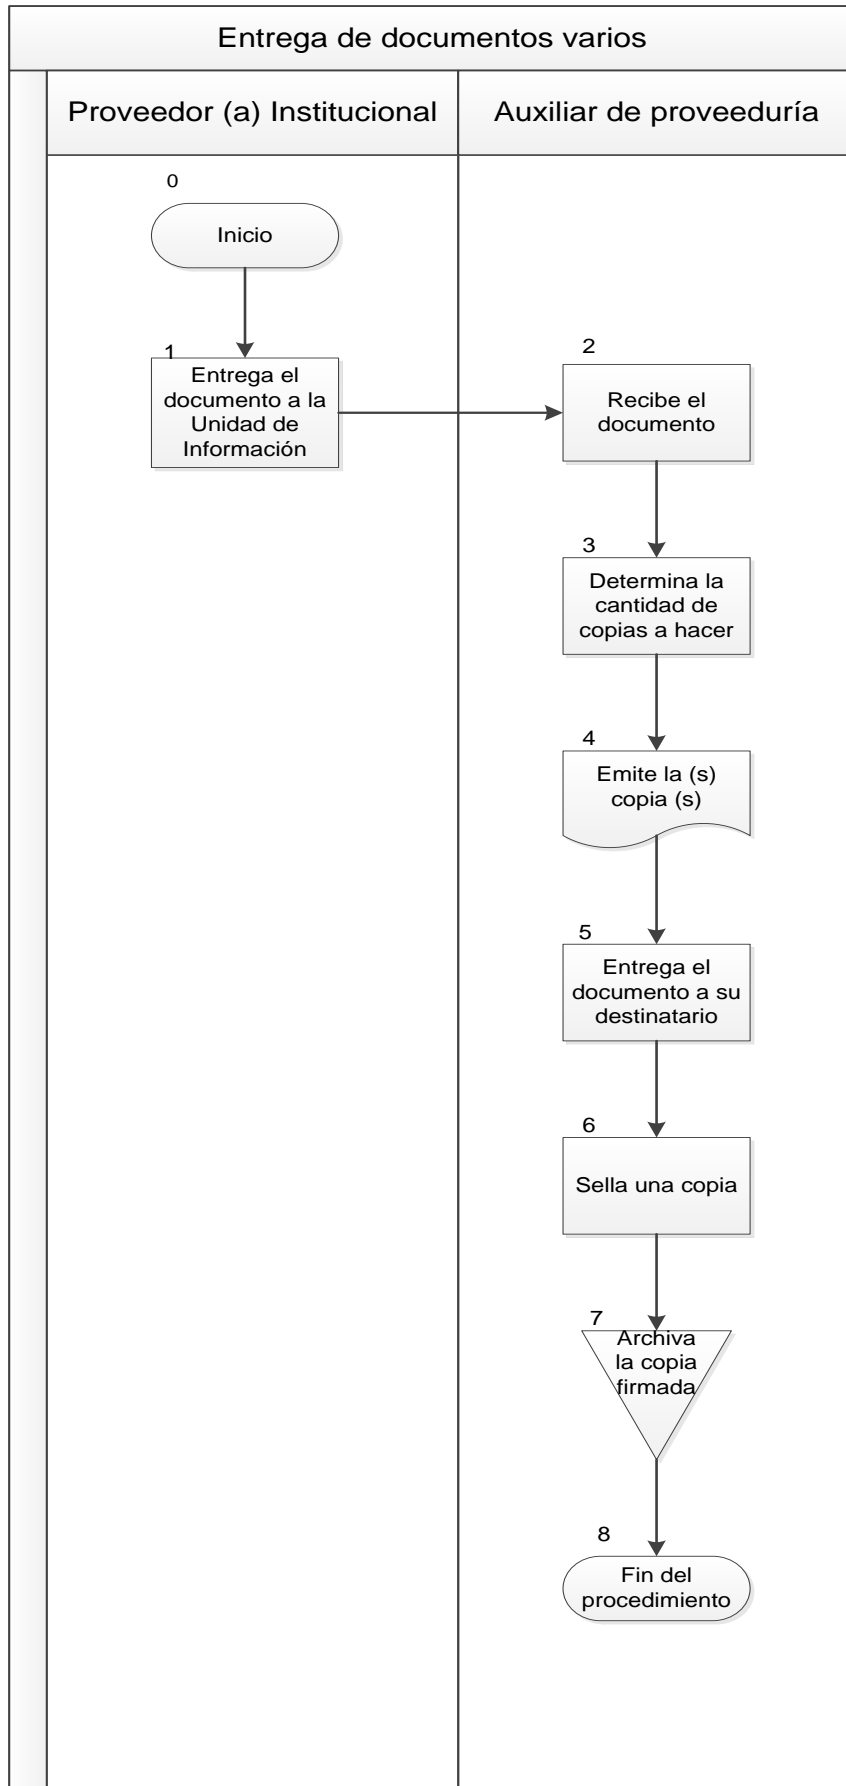 Entrega de documentos varios
Proveedor (a) Institucional
Auxiliar de proveeduría
0
Inicio
1
Entrega el
documento a la
Unidad de
Información
2
Recibe el
documento
3
Determina la
cantidad de
copias a hacer
4
Emite la (s)
copia (s)
5
Entrega el
documento a su
destinatario
6
Sella una copia
7
Archiva
la copia
firmada
8
Fin del
procedimiento